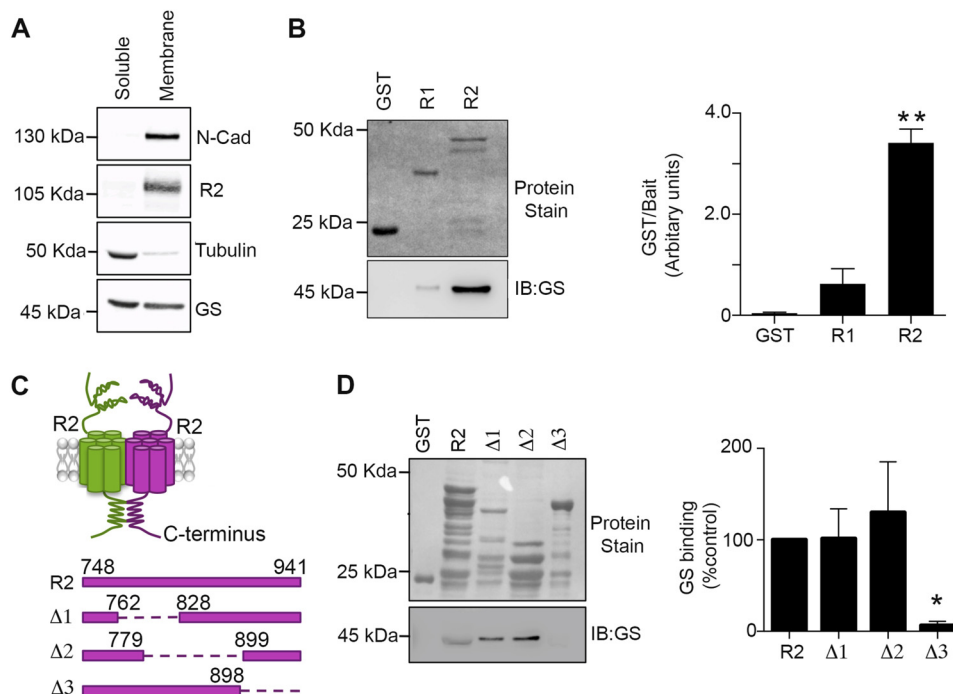 A
Soluble
Membrane
130 kDa
N-Cad
105 Kda
R2
50 Kda
Tubulin
45 kDa
GS
B
GST
R1
R2
50 Kda
25 kDa
Protein
Stain
45 kDa
IB:GS
GST/Bait
(Arbitary units)
4.0
2.0
0
**
GST
R1
R2
C
R2
R2
C-terminus
R2
748
941
Δ1
762
828
Δ2
779
899
Δ3
898
D
GST
R2
Δ1
Δ2
Δ3
50 Kda
25 kDa
Protein
Stain
45 kDa
IB:GS
GS binding
(%control)
200
100
0
*
R2
Δ1
Δ2
Δ3